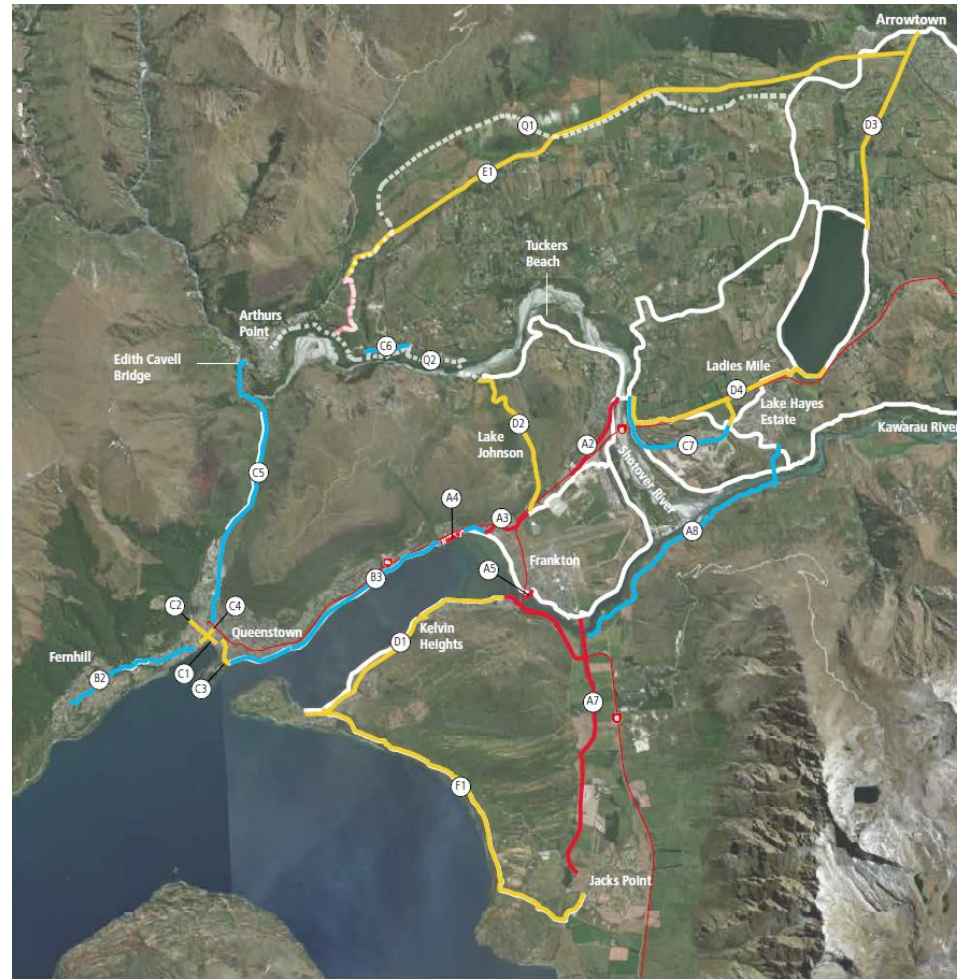 Arrowtown
D3
Q1
E1
Tuckers
Beach
Arthurs
Point
Edith Cavell
Bridge
C6
Q2
Ladies Mile
D4
Lake Hayes
Estate
Kawarau River
D2
Lake
Johnson
A2
C7
Shotover River
C5
A4
A3
A8
Frankton
A5
B3
C2
C4
Queenstown
Kelvin
Heights
D1
Fernhill
B2
C1
C3
A7
F1
Jacks Point